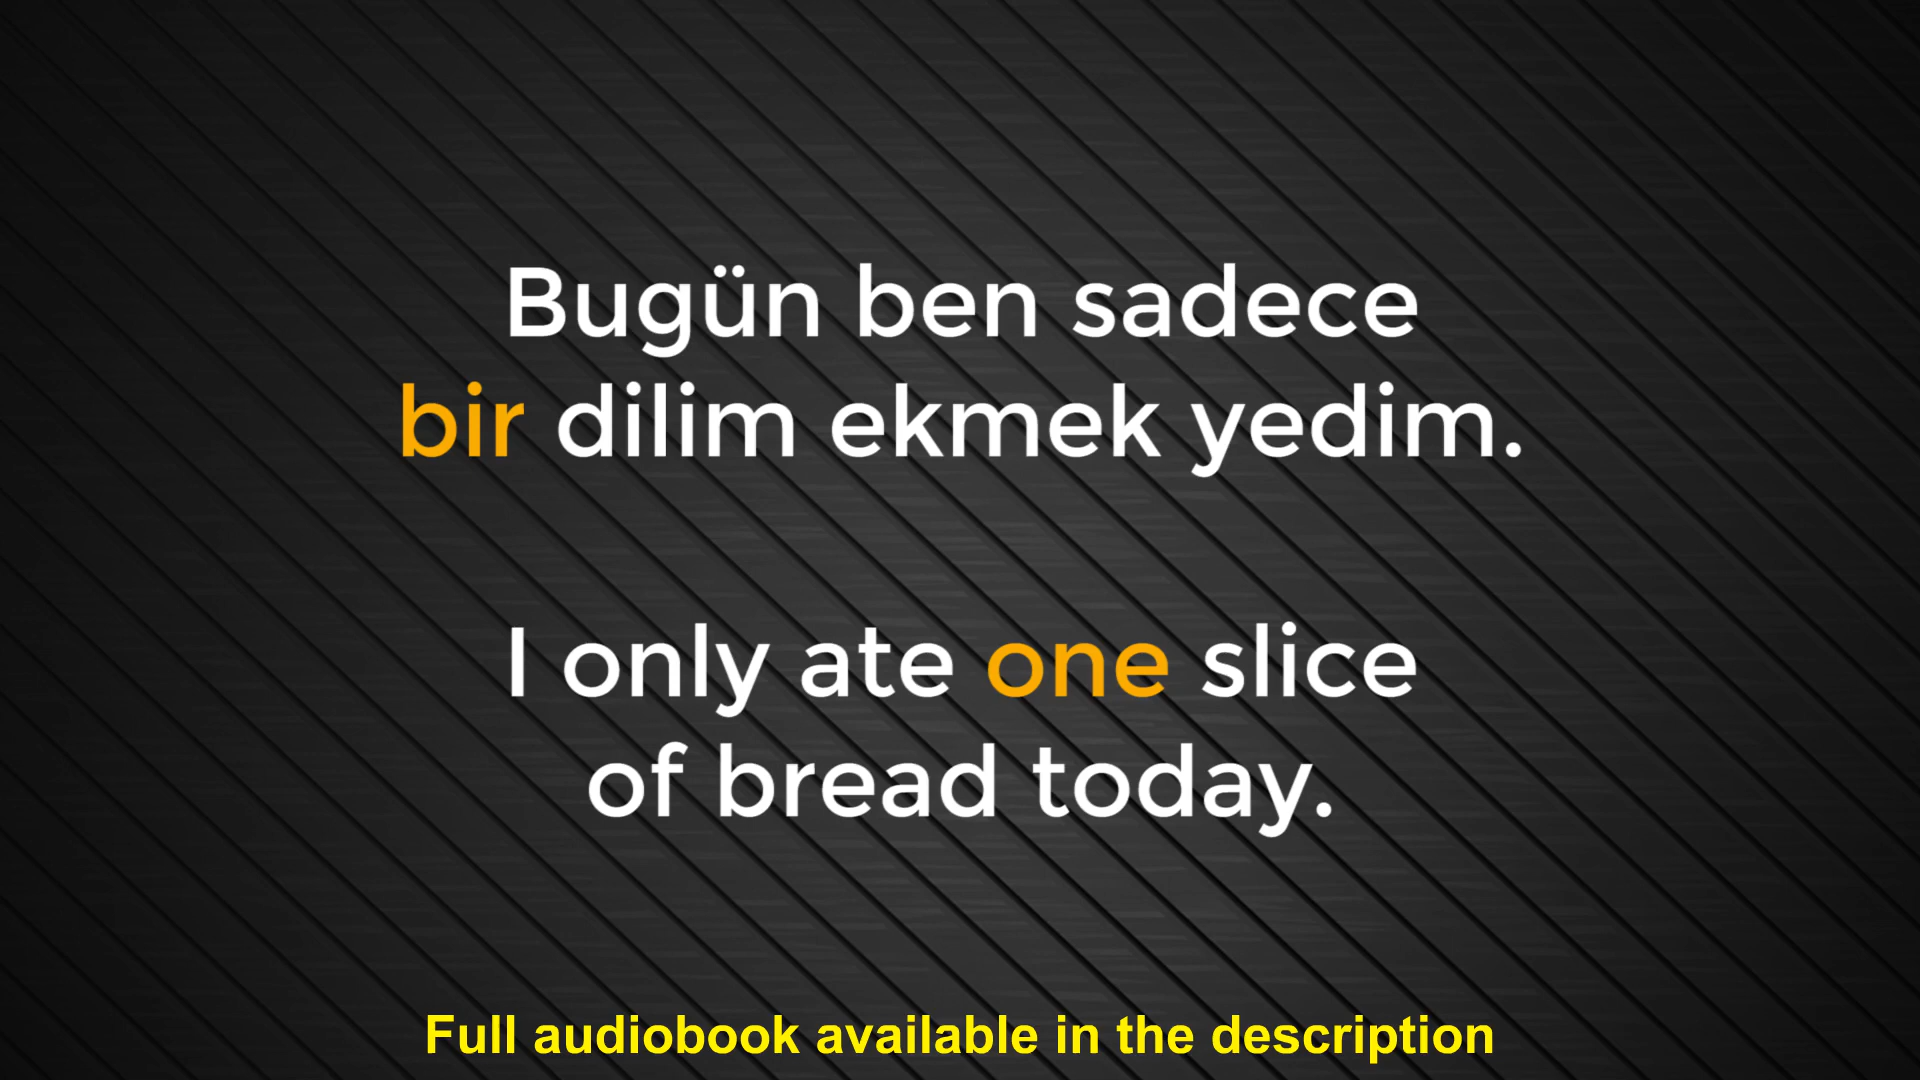 Bugün ben sadece
bir dilim ekmek yedim.
I only ate one slice
of bread today.
Full audiobook available in the description